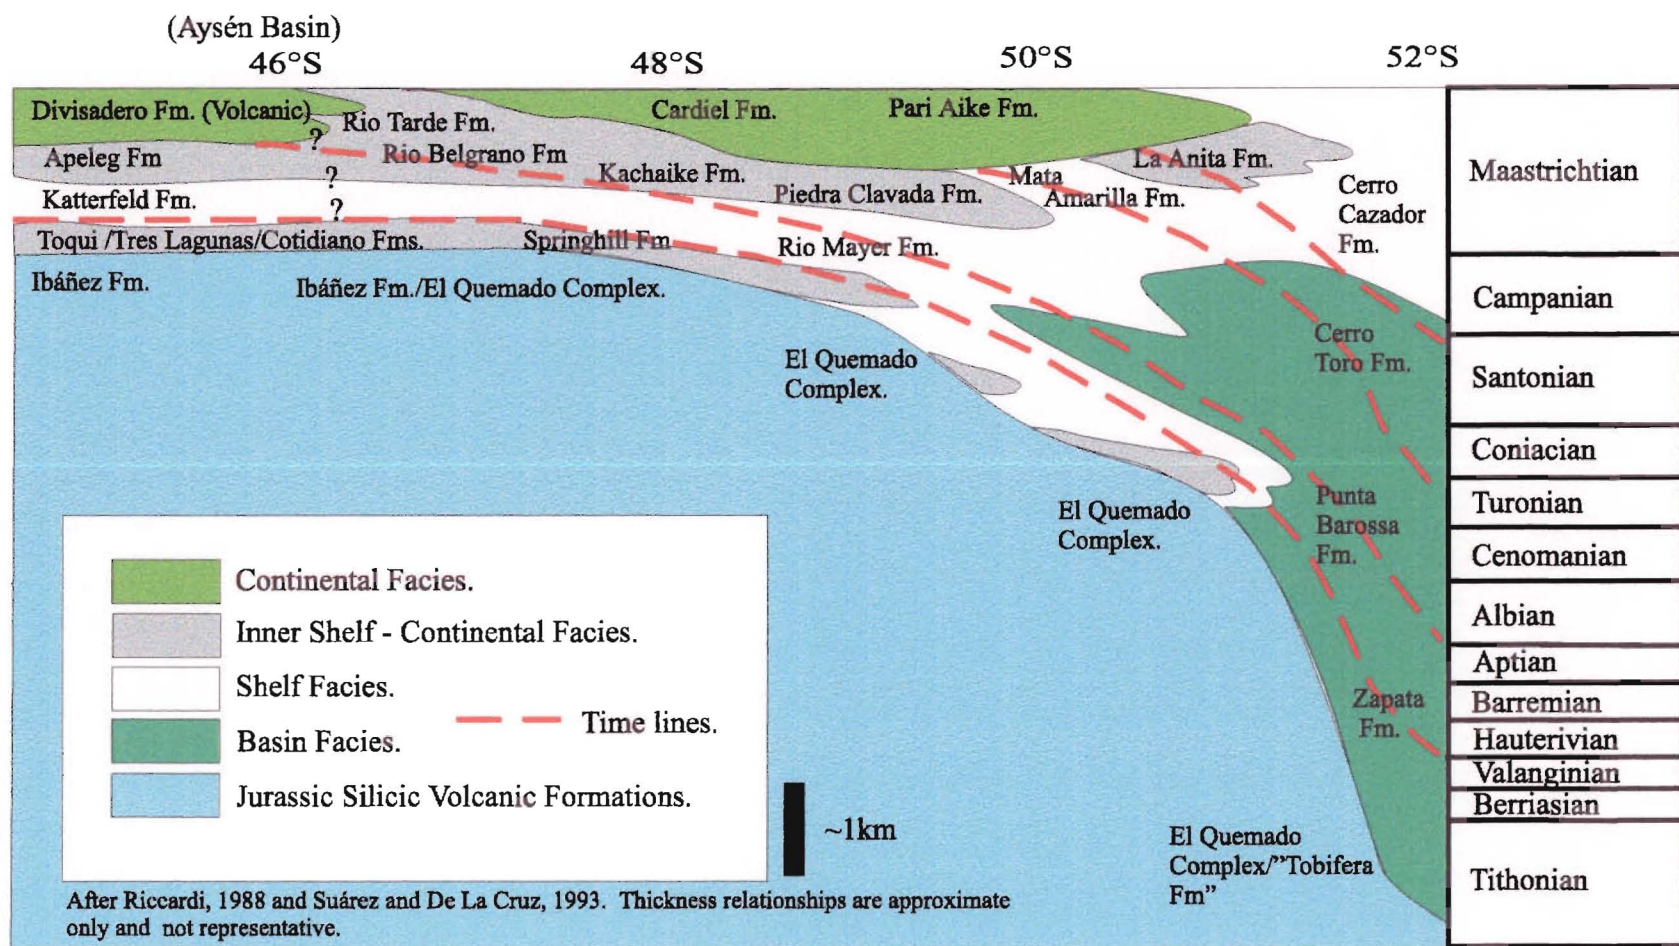 (Aysén Basin)
46°S
48°S
50°S
52°S
Divisadero Fm. (Volcanic)
?
Rio Tarde Fm.
Cardiel Fm.
Pari Aike Fm.
Apeleg Fm
?
Rio Belgrano Fm
Kachaike Fm.
Piedra Clavada Fm.
Mata
Amarilla Fm.
La Anita Fm.
Cerro
Cazador
Fm.
Katterfeld Fm.
?
Toqui /Tres Lagunas/Cotidiano Fms.
Springhill Fm
Rio Mayer Fm.
Ibáñez Fm.
Ibáñez Fm./El Quemado Complex.
El Quemado
Complex.
Cerro
Toro Fm.
El Quemado
Complex.
Punta
Barossa
Fm.
Zapata
Fm.
El Quemado
Complex/"Tobifera
Fm"
Maastrichtian
Campanian
Santonian
Coniacian
Turonian
Cenomanian
Albian
Aptian
Barremian
Hauterivian
Valanginian
Berriasian
Tithonian
Continental Facies.
Inner Shelf - Continental Facies.
Shelf Facies.
Time lines.
Basin Facies.
Jurassic Silicic Volcanic Formations.
~1km
After Riccardi, 1988 and Suárez and De La Cruz, 1993. Thickness relationships are approximate
only and not representative.